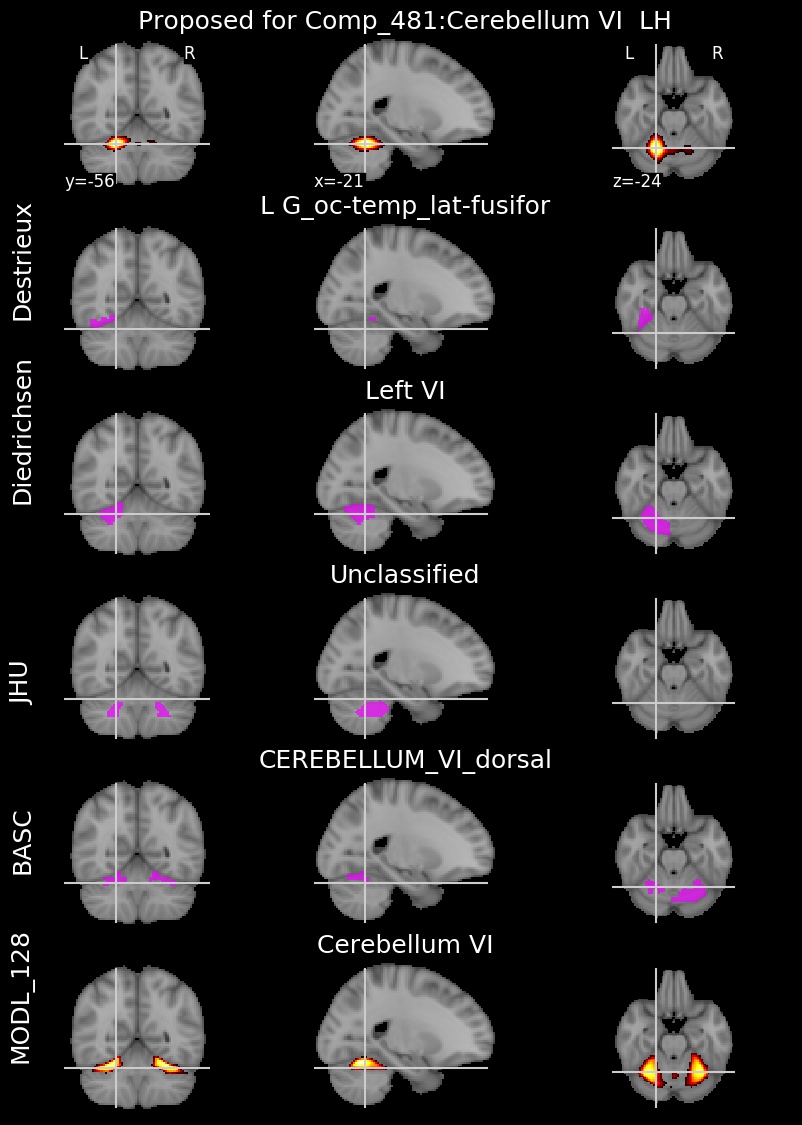 Proposed for Comp_481:Cerebellum VI  LH
L R L R
y=-56 x=-21 z=-24
L G_oc-temp_lat-fusifor
Destrieux
Left VI
Diedrichsen
Unclassified
JHU
CEREBELLUM_VI_dorsal
BASC
Cerebellum VI
MODL_128